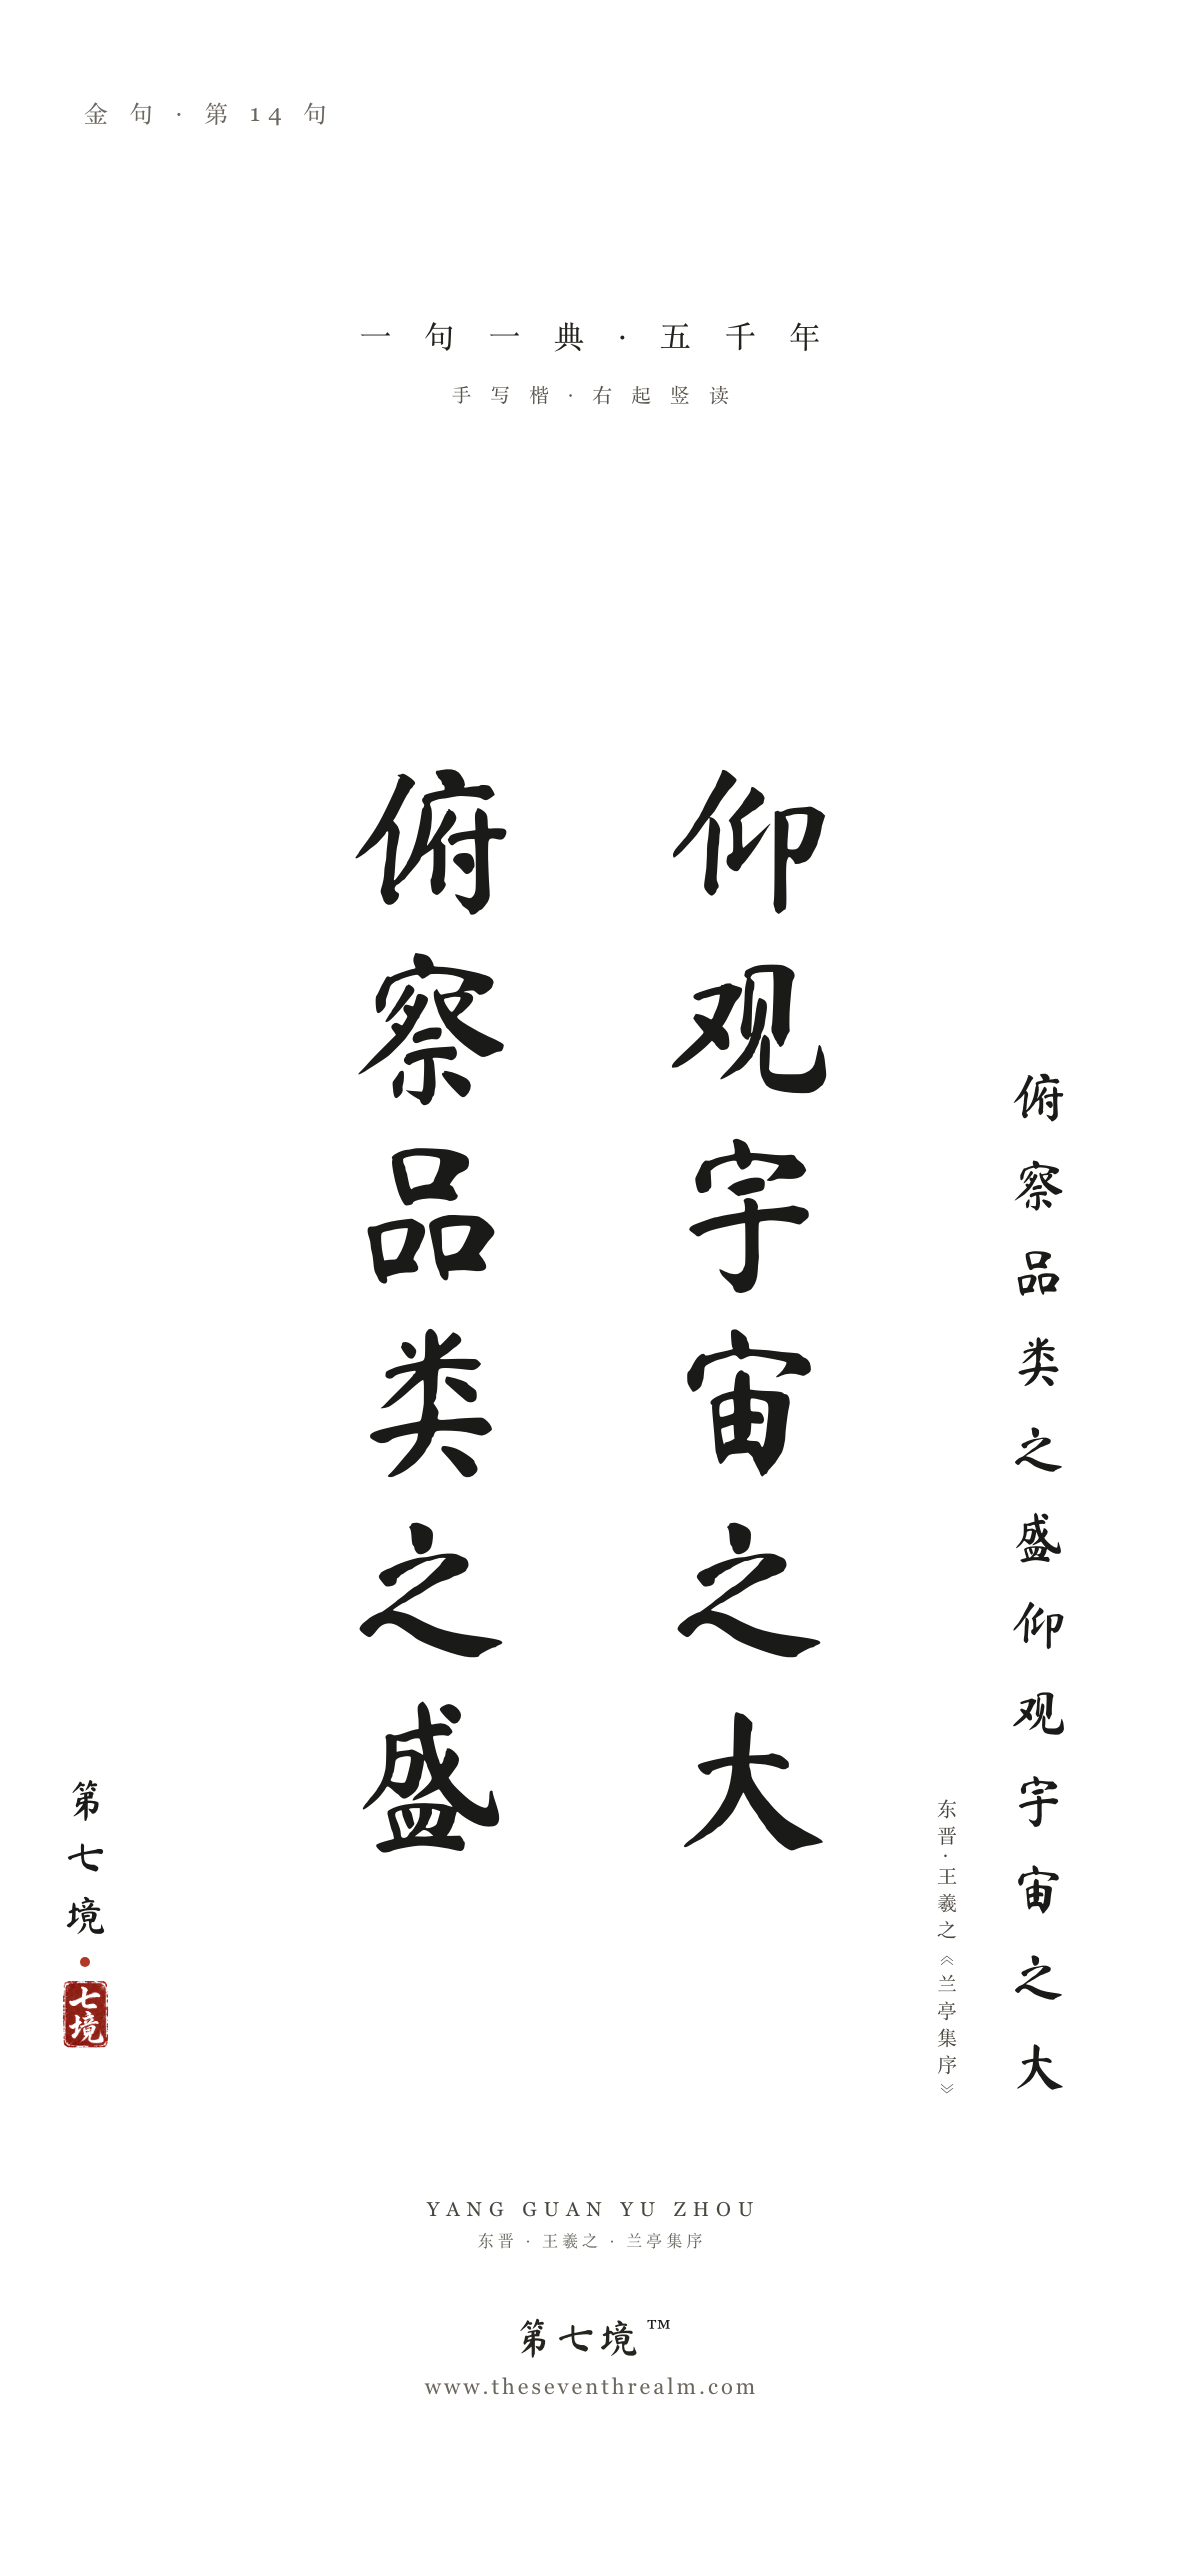 金句·第14句
一句一典·五千年
手写楷·右起竖读
俯察品类之盛仰观宇宙之大
东晋·王羲之《兰亭集序》
仰观宇宙之大
俯察品类之盛
第七境
七境
YANG GUAN YU ZHOU
东晋·王羲之·兰亭集序
第七境™
www.theseventhrealm.com